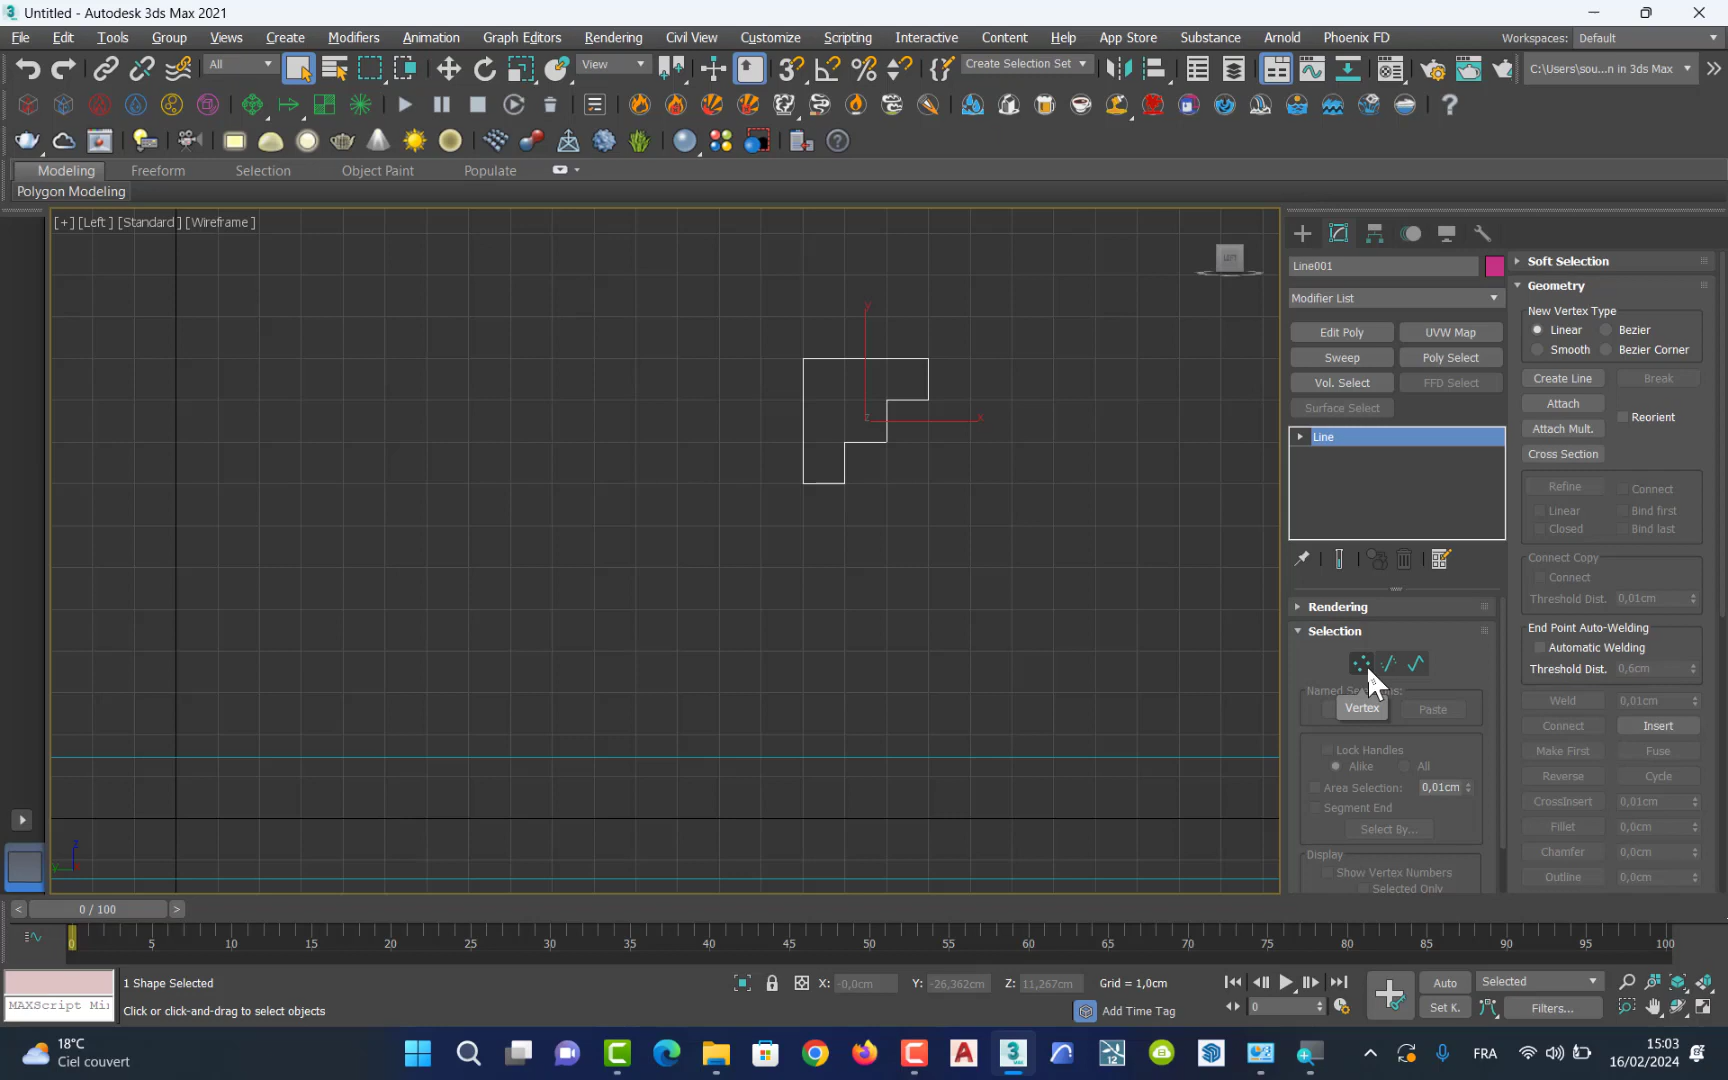 Untitled - Autodesk 3ds Max 2021
File Edit Tools Group Views Create Modifiers Animation Graph Editors Rendering Civil View Customize Scripting Interactive Content Help App Store Substance Arnold Phoenix FD Workspaces: Default
All View Create Selection Set C:\Users\sou...n in 3ds Max
Modeling Freeform Selection Object Paint Populate
Polygon Modeling
[+] [Left ] [Standard ] [Wireframe ]
LEFT
Line001
Modifier List
Edit Poly UVW Map
Sweep Poly Select
Vol. Select FFD Select
Surface Select
Line
Rendering
Selection
Vertex
Paste
Lock Handles
Alike All
Area Selection: 0,01cm
Segment End
Select By...
Display
Show Vertex Numbers
Selected Only
Soft Selection
Geometry
New Vertex Type
Linear Bezier
Smooth Bezier Corner
Create Line Break
Attach
Reorient
Attach Mult.
Cross Section
Refine Connect
Linear Bind first
Closed Bind last
Connect Copy
Connect
Threshold Dist. 0,01cm
End Point Auto-Welding
Automatic Welding
Threshold Dist. 0,6cm
Weld 0,01cm
Connect Insert
Make First Fuse
Reverse Cycle
CrossInsert 0,01cm
Fillet 0,0cm
Chamfer 0,0cm
Outline 0,0cm
y
x
z
< 0 / 100 >
0 5 10 15 20 25 30 35 40 45 50 55 60 65 70 75 80 85 90 95 100
1 Shape Selected
X: -0,0cm Y: -26,362cm Z: 11,267cm Grid = 1,0cm
Auto Selected
MAXScript Mi
Click or click-and-drag to select objects
Add Time Tag
0
Set K. Filters...
18°C
Ciel couvert
FRA
15:03
16/02/2024